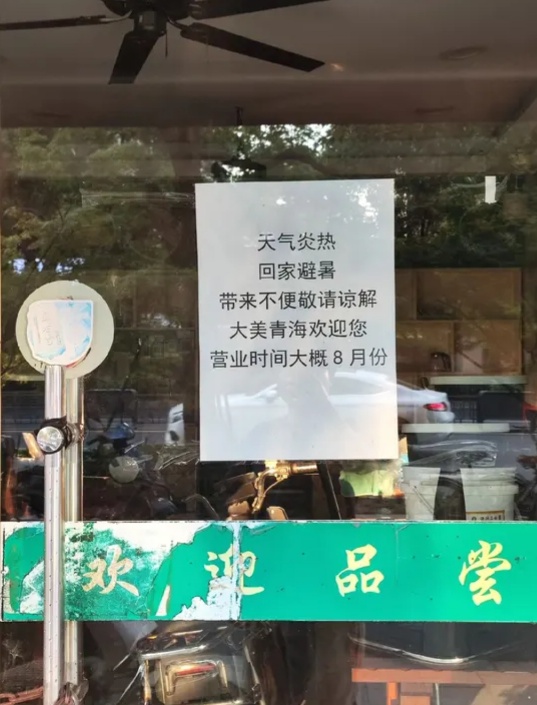 天气炎热
回家避暑
带来不便敬请谅解
大美青海欢迎您
营业时间大概8月份
欢迎品尝